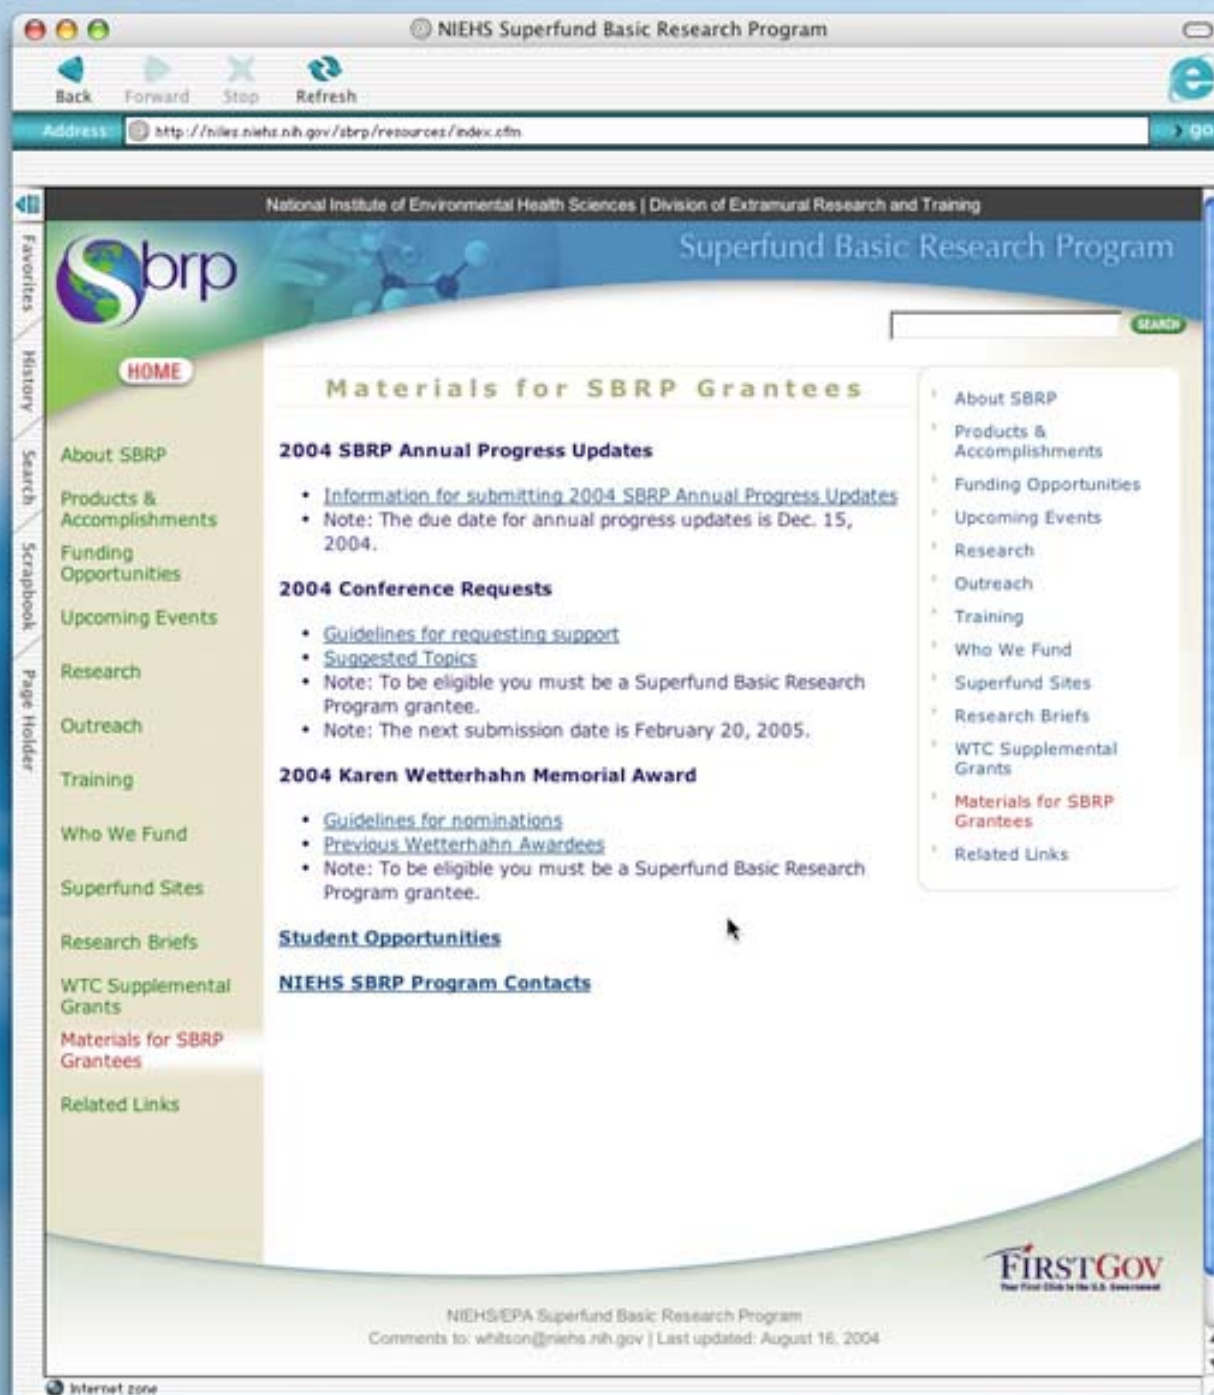 NIEHS Superfund Basic Research Program
Back
Forward
Stop
Refresh
Address:
http://niles.niehs.nih.gov/sbrp/resources/index.cfm
go
National Institute of Environmental Health Sciences | Division of Extramural Research and Training
Sbrp
Superfund Basic Research Program
SEARCH
Favorites
History
Search
Scrapbook
Page Holder
HOME
About SBRP
Products &
Accomplishments
Funding
Opportunities
Upcoming Events
Research
Outreach
Training
Who We Fund
Superfund Sites
Research Briefs
WTC Supplemental
Grants
Materials for SBRP
Grantees
Related Links
Materials for SBRP Grantees
2004 SBRP Annual Progress Updates
• Information for submitting 2004 SBRP Annual Progress Updates
• Note: The due date for annual progress updates is Dec. 15,
2004.
2004 Conference Requests
• Guidelines for requesting support
• Suggested Topics
• Note: To be eligible you must be a Superfund Basic Research
Program grantee.
• Note: The next submission date is February 20, 2005.
2004 Karen Wetterhahn Memorial Award
• Guidelines for nominations
• Previous Wetterhahn Awardees
• Note: To be eligible you must be a Superfund Basic Research
Program grantee.
Student Opportunities
NIEHS SBRP Program Contacts
About SBRP
Products &
Accomplishments
Funding Opportunities
Upcoming Events
Research
Outreach
Training
Who We Fund
Superfund Sites
Research Briefs
WTC Supplemental
Grants
Materials for SBRP
Grantees
Related Links
FIRSTGOV
Your First Click to the U.S. Government
NIEHS/EPA Superfund Basic Research Program
Comments to: whitson@niehs.nih.gov | Last updated: August 16, 2004
Internet zone